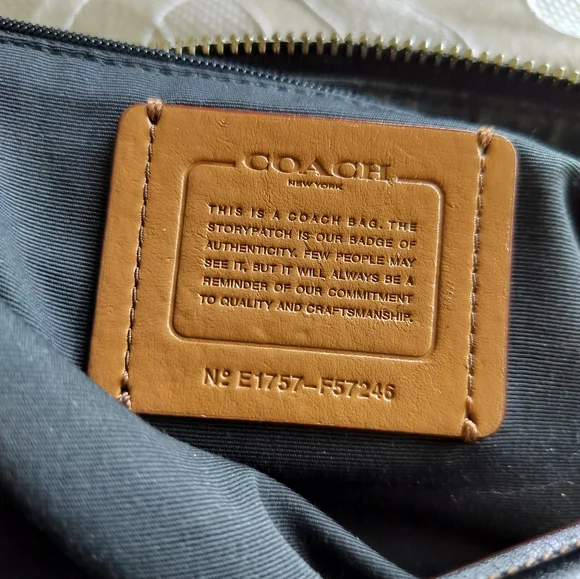 COACH
NEW YORK
THIS IS A COACH BAG. THE
STORYPATCH IS OUR BADGE OF
AUTHENTICITY. FEW PEOPLE MAY
SEE IT, BUT IT WILL ALWAYS BE A
REMINDER OF OUR COMMITMENT
TO QUALITY AND CRAFTSMANSHIP.
Nº E1757-F57246